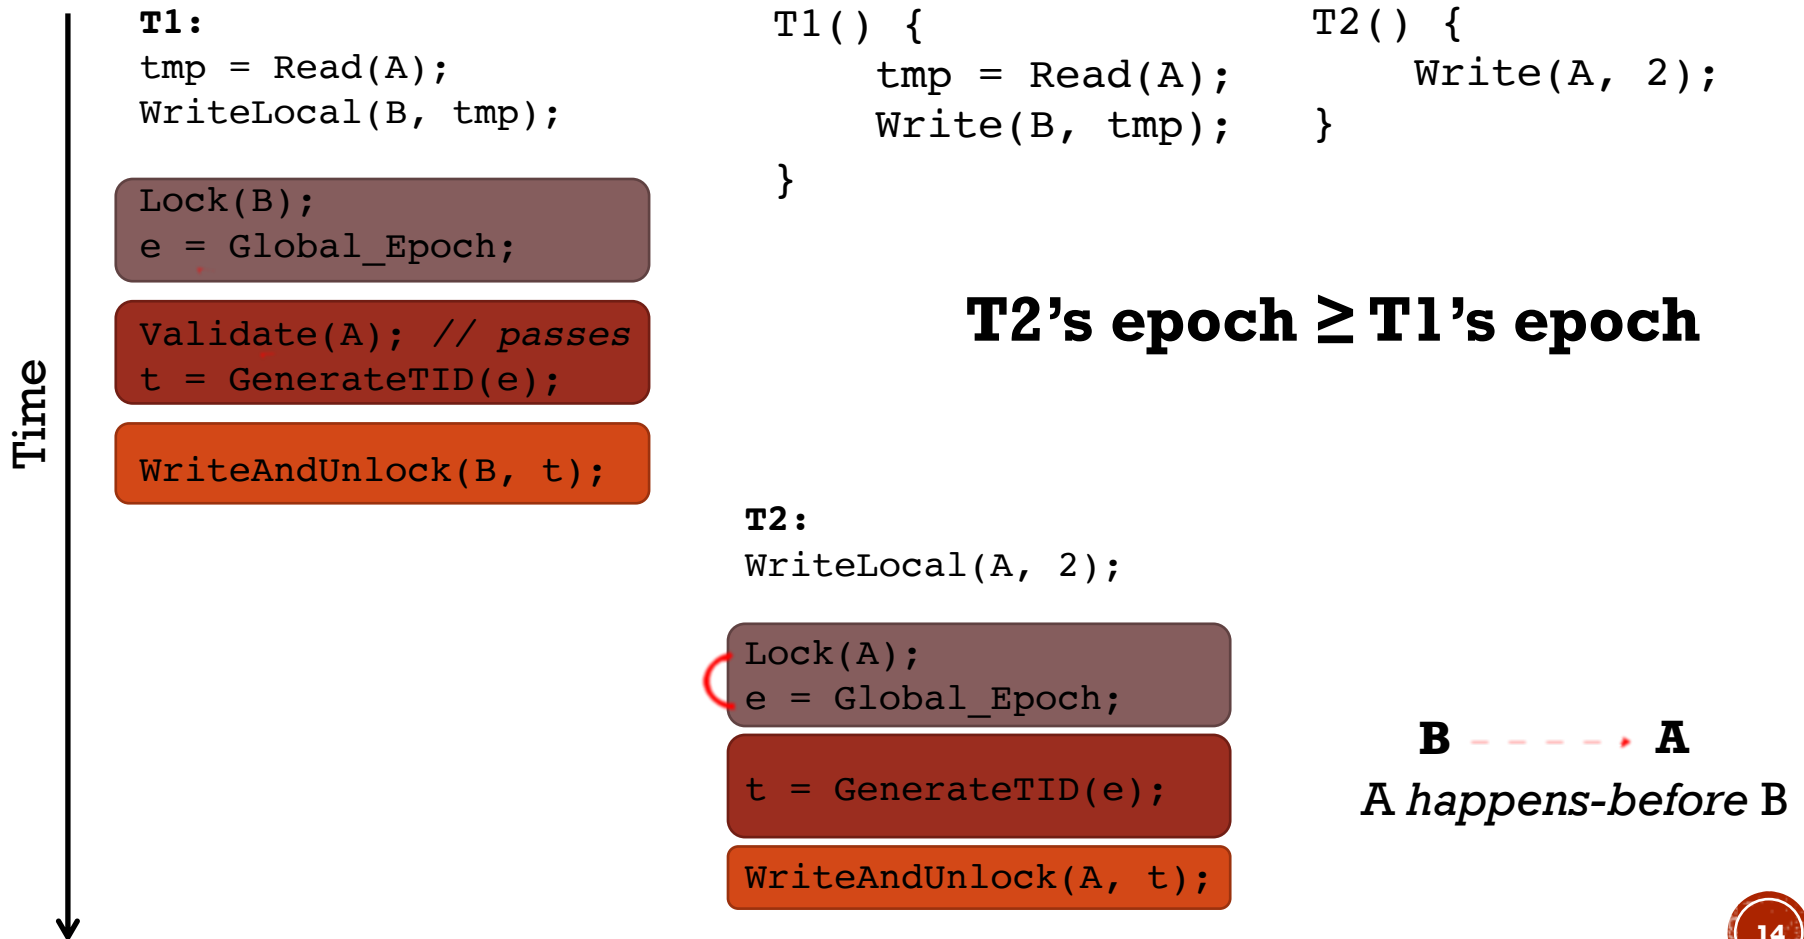 T1:
tmp = Read(A);
WriteLocal(B, tmp);
Lock(B);
e = Global_Epoch;
Validate(A); // passes
t = GenerateTID(e);
WriteAndUnlock(B, t);
Time
T1() {
tmp = Read(A);
Write(B, tmp);
}
T2() {
Write(A, 2);
}
T2’s epoch ≥ T1’s epoch
T2:
WriteLocal(A, 2);
Lock(A);
e = Global_Epoch;
t = GenerateTID(e);
WriteAndUnlock(A, t);
B A
A happens-before B
14